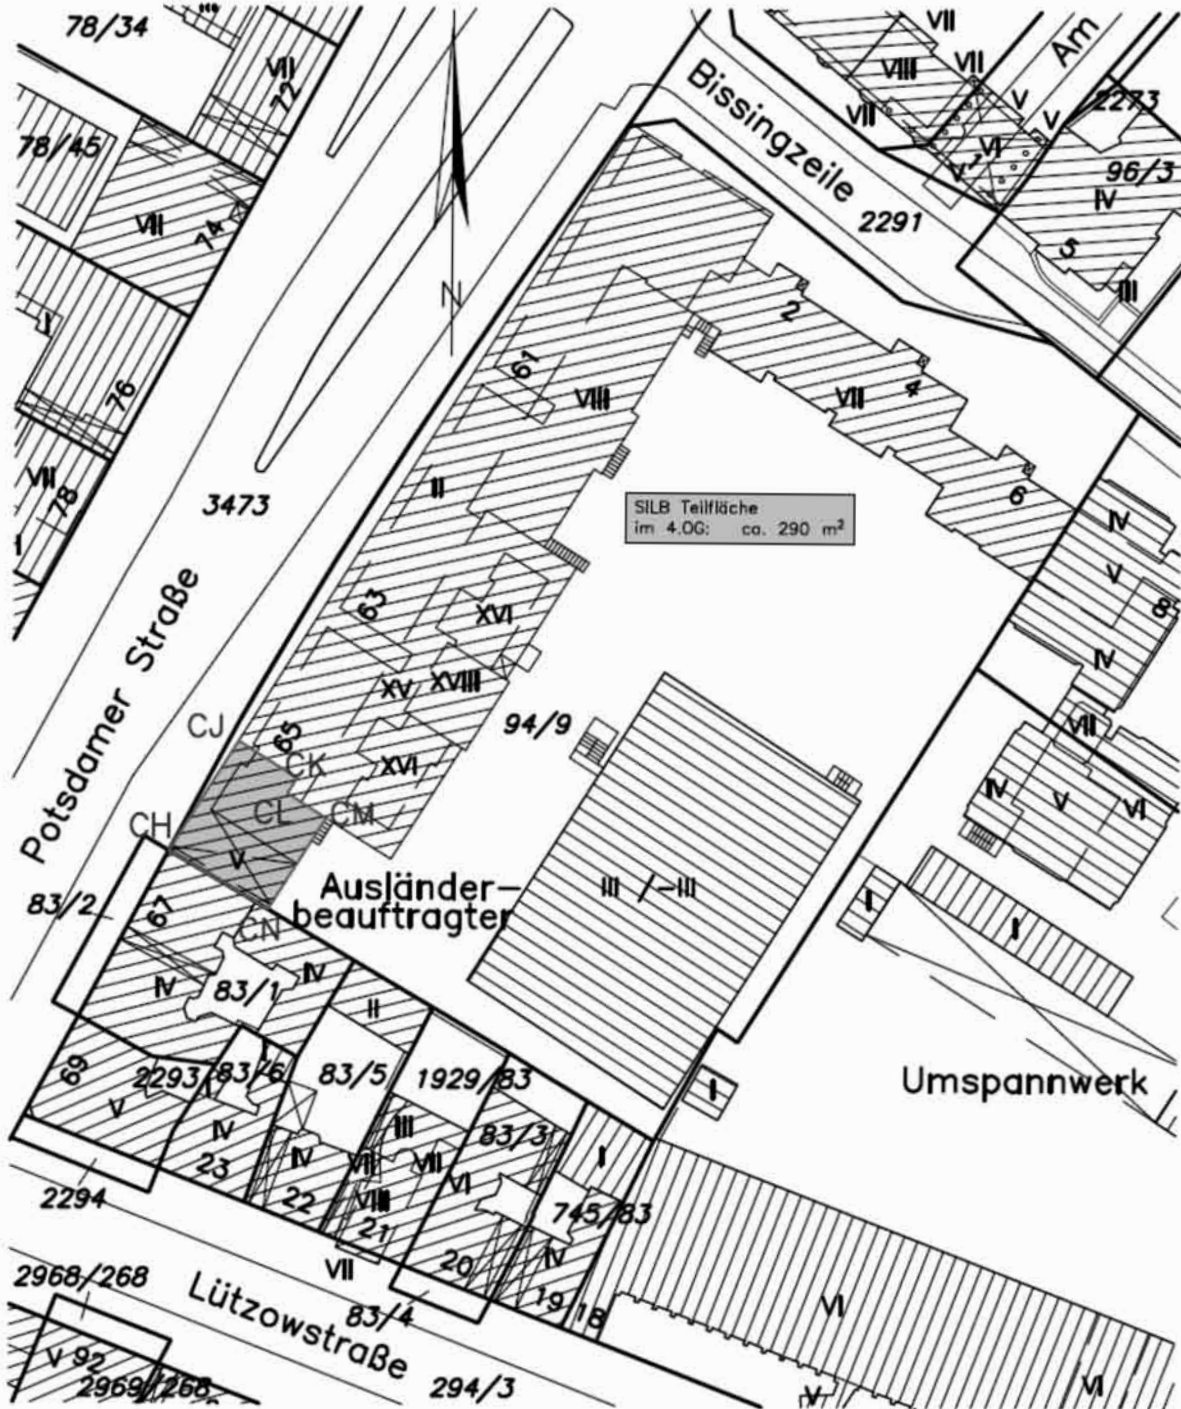 78/34
VII
72
78/45
VII
74
76
VII
78
3473
Potsdamer Straße
N
Bissingzeile
2291
VII
VIII
VII
VII
V
V
VI
V
1
Am
2273
96/3
IV
5
III
61
VIII
II
2
4
VII
6
SILB Teilfläche
im 4.OG: ca. 290 m²
63
XVI
XV
XVIII
65
XVI
94/9
CJ
CK
CL
CM
CH
V
CN
Ausländer-
beauftragter
III /-III
IV
V
8
IV
VII
IV
V
VI
I
I
I
Umspannwerk
83/2
67
IV
83/1
IV
II
69
2293
83/6
I
83/5
1929/83
83/3
V
IV
23
IV
22
III
VII
VII
VIII
21
VI
20
I
745/83
IV
19
18
VII
2294
2968/268
Lützowstraße
83/4
294/3
V 92
2969/268
VI
VI
V